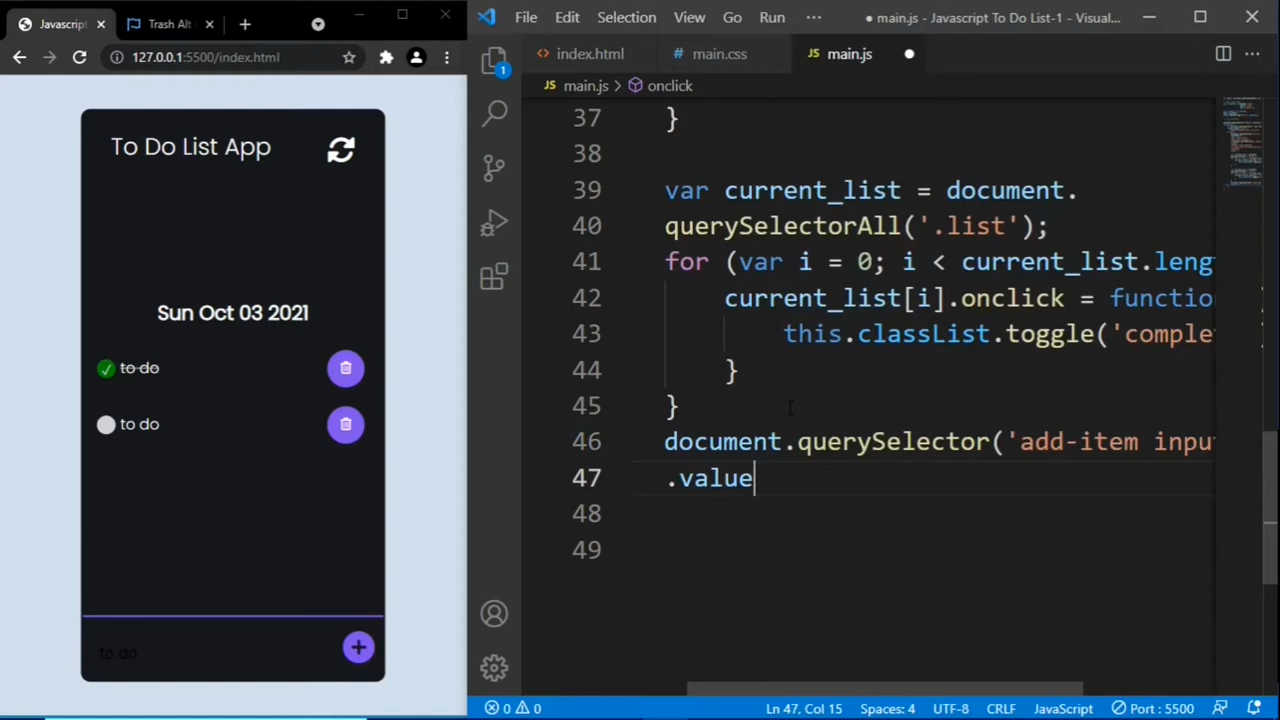 Javascript
Trash Alt
127.0.0.1:5500/index.html
To Do List App
Sun Oct 03 2021
to do
to do
to do
File Edit Selection View Go Run ··· ● main.js - Javascript To Do List-1 - Visual...
1
index.html
# main.css
JS main.js
JS main.js > onclick
37 }
38
39 var current_list = document.
40 querySelectorAll('.list');
41 for (var i = 0; i < current_list.leng
42 current_list[i].onclick = functio
43 this.classList.toggle('comple
44 }
45 }
46 document.querySelector('add-item inpu
47 .value
48
49
0 0 Ln 47, Col 15 Spaces: 4 UTF-8 CRLF JavaScript Port : 5500